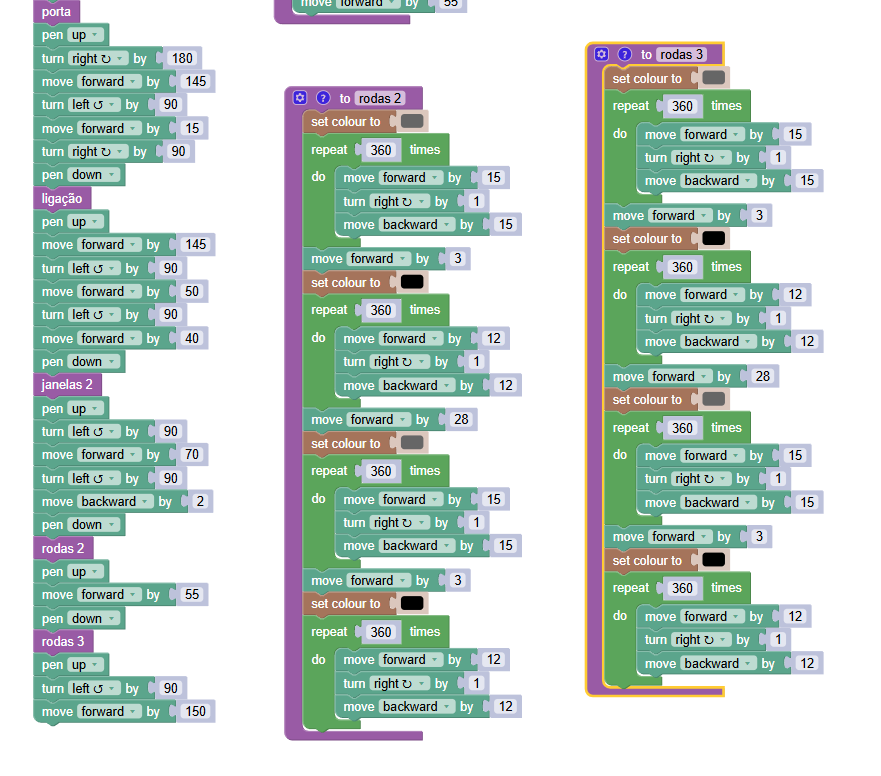 porta
pen up
turn right ↻ by 180
move forward by 145
turn left ↺ by 90
move forward by 15
turn right ↻ by 90
pen down
ligação
pen up
move forward by 145
turn left ↺ by 90
move forward by 50
turn left ↺ by 90
move forward by 40
pen down
janelas 2
pen up
turn left ↺ by 90
move forward by 70
turn left ↺ by 90
move backward by 2
pen down
rodas 2
pen up
move forward by 55
pen down
rodas 3
pen up
turn left ↺ by 90
move forward by 150
move forward by 55
? to rodas 2
set colour to
repeat 360 times
do move forward by 15
turn right ↻ by 1
move backward by 15
move forward by 3
set colour to
repeat 360 times
do move forward by 12
turn right ↻ by 1
move backward by 12
move forward by 28
set colour to
repeat 360 times
do move forward by 15
turn right ↻ by 1
move backward by 15
move forward by 3
set colour to
repeat 360 times
do move forward by 12
turn right ↻ by 1
move backward by 12
? to rodas 3
set colour to
repeat 360 times
do move forward by 15
turn right ↻ by 1
move backward by 15
move forward by 3
set colour to
repeat 360 times
do move forward by 12
turn right ↻ by 1
move backward by 12
move forward by 28
set colour to
repeat 360 times
do move forward by 15
turn right ↻ by 1
move backward by 15
move forward by 3
set colour to
repeat 360 times
do move forward by 12
turn right ↻ by 1
move backward by 12